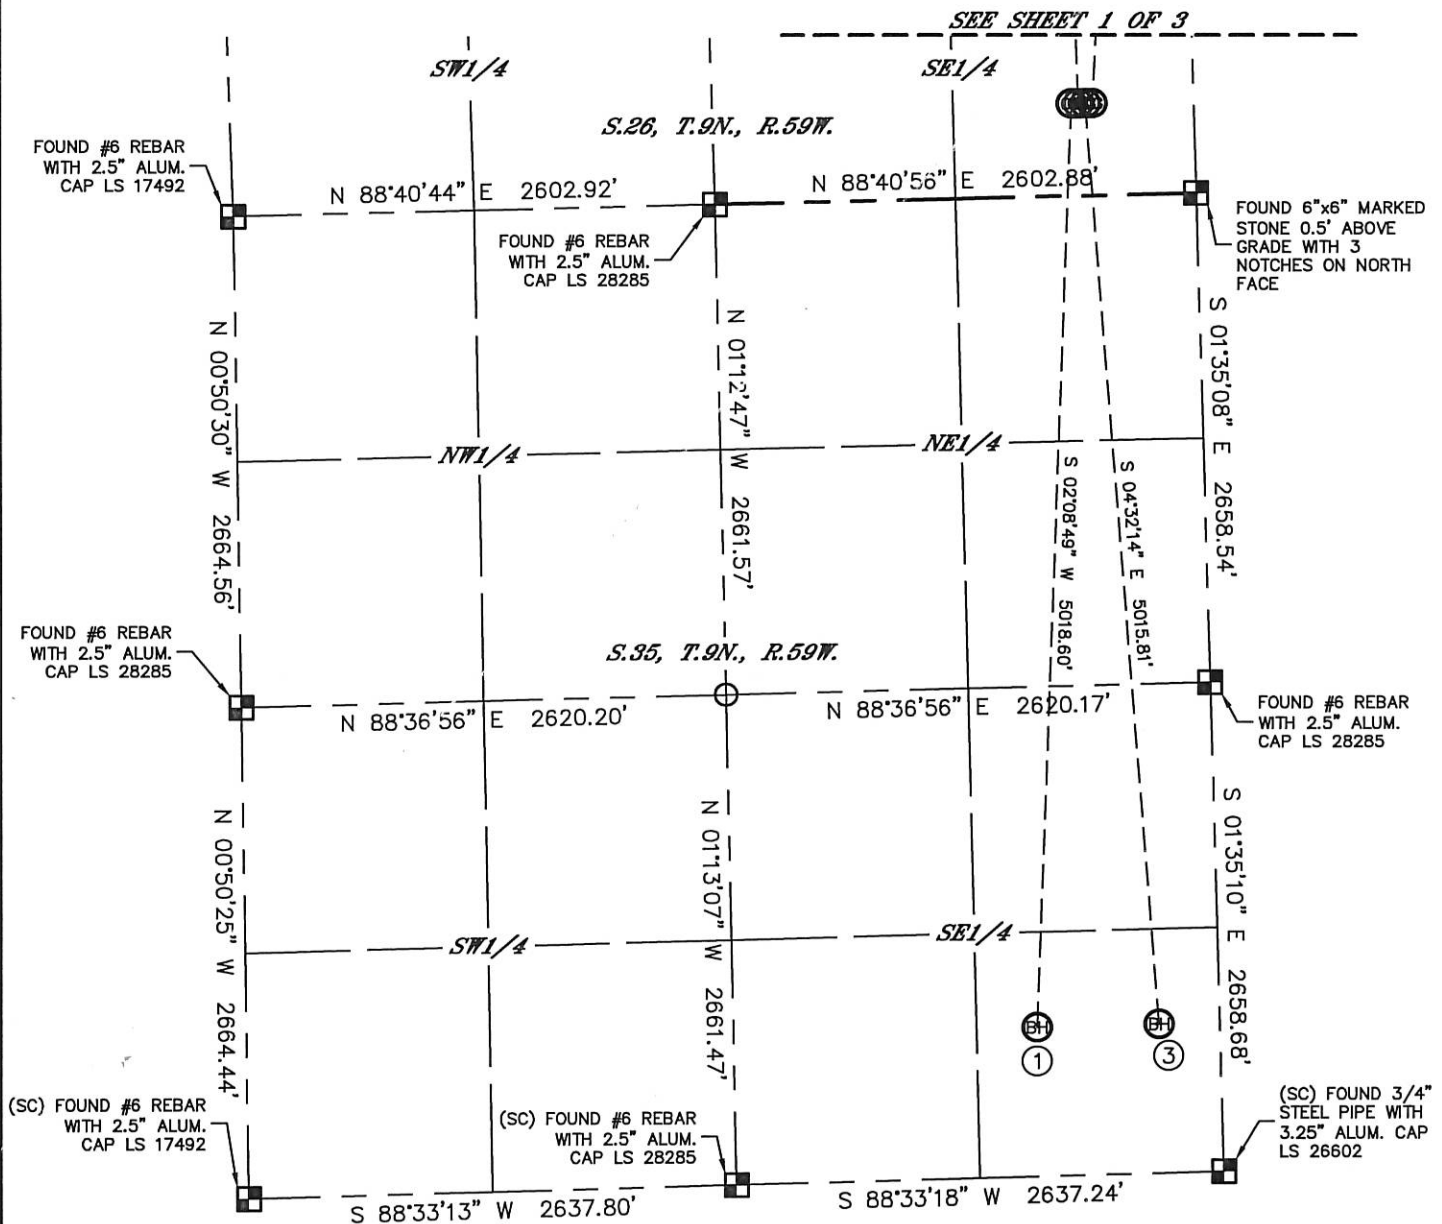 SEE SHEET 1 OF 3
SW1/4
SE1/4
S.26, T.9N., R.59W.
FOUND #6 REBAR
WITH 2.5" ALUM.
CAP LS 17492
N 88°40'44" E 2602.92'
N 88°40'56" E 2602.88'
FOUND #6 REBAR
WITH 2.5" ALUM.
CAP LS 28285
FOUND 6"x6" MARKED
STONE 0.5' ABOVE
GRADE WITH 3
NOTCHES ON NORTH
FACE
N 00°50'30" W 2664.56'
N 01°12'47" W 2661.57'
S 01°35'08" E 2658.54'
NW1/4
NE1/4
S 02°08'49" W 5018.60'
S 04°32'14" E 5015.81'
FOUND #6 REBAR
WITH 2.5" ALUM.
CAP LS 28285
S.35, T.9N., R.59W.
N 88°36'56" E 2620.20'
N 88°36'56" E 2620.17'
FOUND #6 REBAR
WITH 2.5" ALUM.
CAP LS 28285
N 00°50'25" W 2664.44'
N 01°13'07" W 2661.47'
S 01°35'10" E 2658.68'
SW1/4
SE1/4
BH
BH
1
3
(SC) FOUND #6 REBAR
WITH 2.5" ALUM.
CAP LS 17492
(SC) FOUND #6 REBAR
WITH 2.5" ALUM.
CAP LS 28285
(SC) FOUND 3/4"
STEEL PIPE WITH
3.25" ALUM. CAP
LS 26602
S 88°33'13" W 2637.80'
S 88°33'18" W 2637.24'